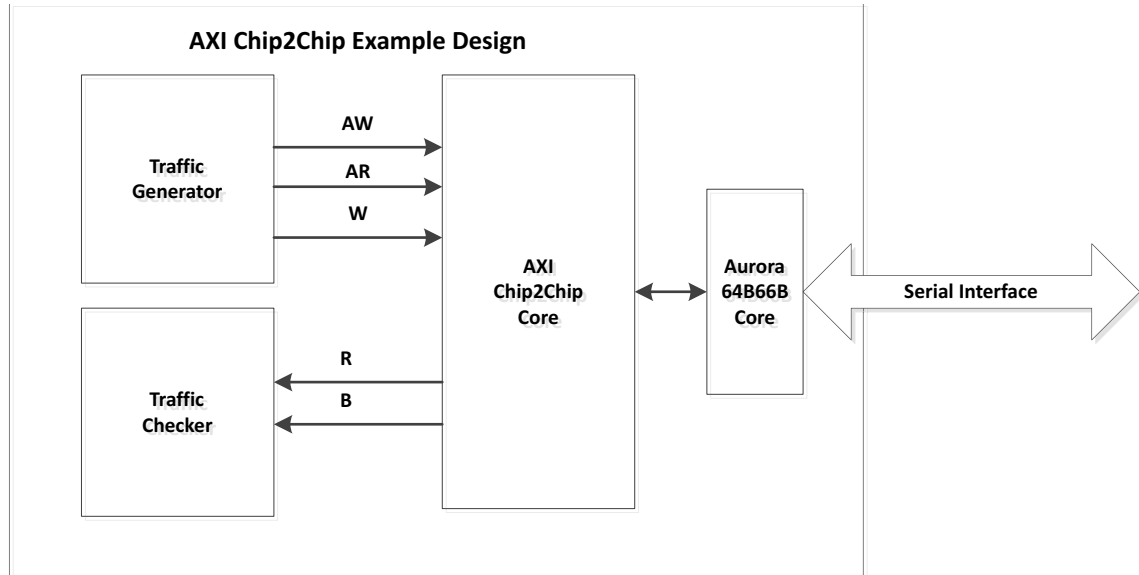 AXI Chip2Chip Example Design
Traffic
Generator
AW
AR
W
AXI
Chip2Chip
Core
Aurora
64B66B
Core
Serial Interface
Traffic
Checker
R
B